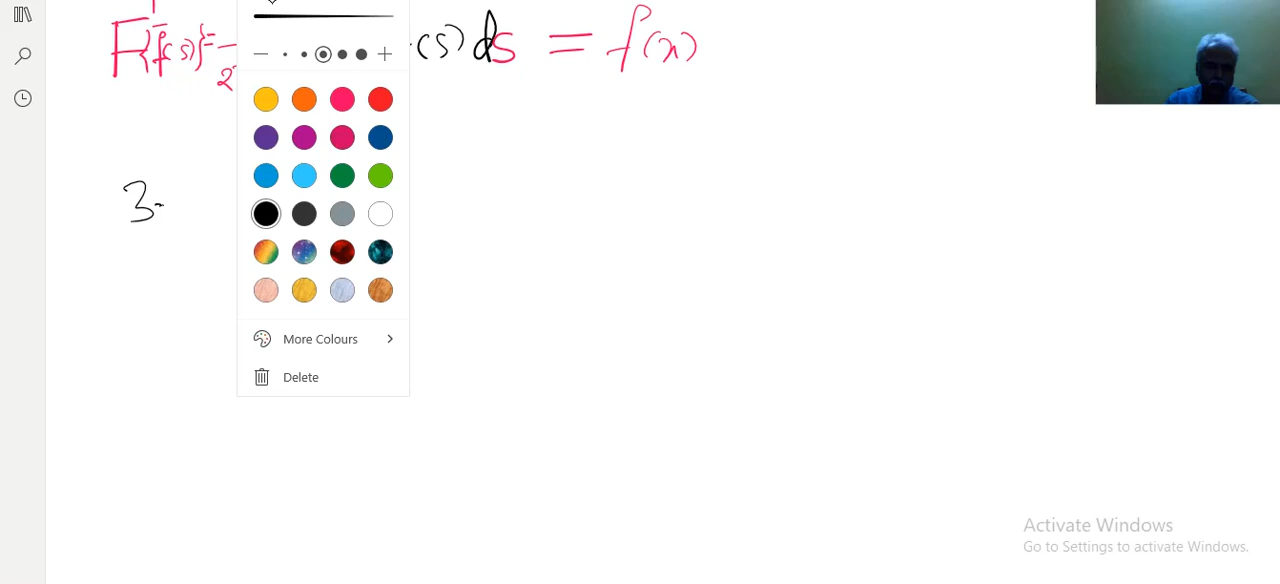 F{f(s)}= (s) ds = f(x)
3
More Colours
Delete
Activate Windows
Go to Settings to activate Windows.